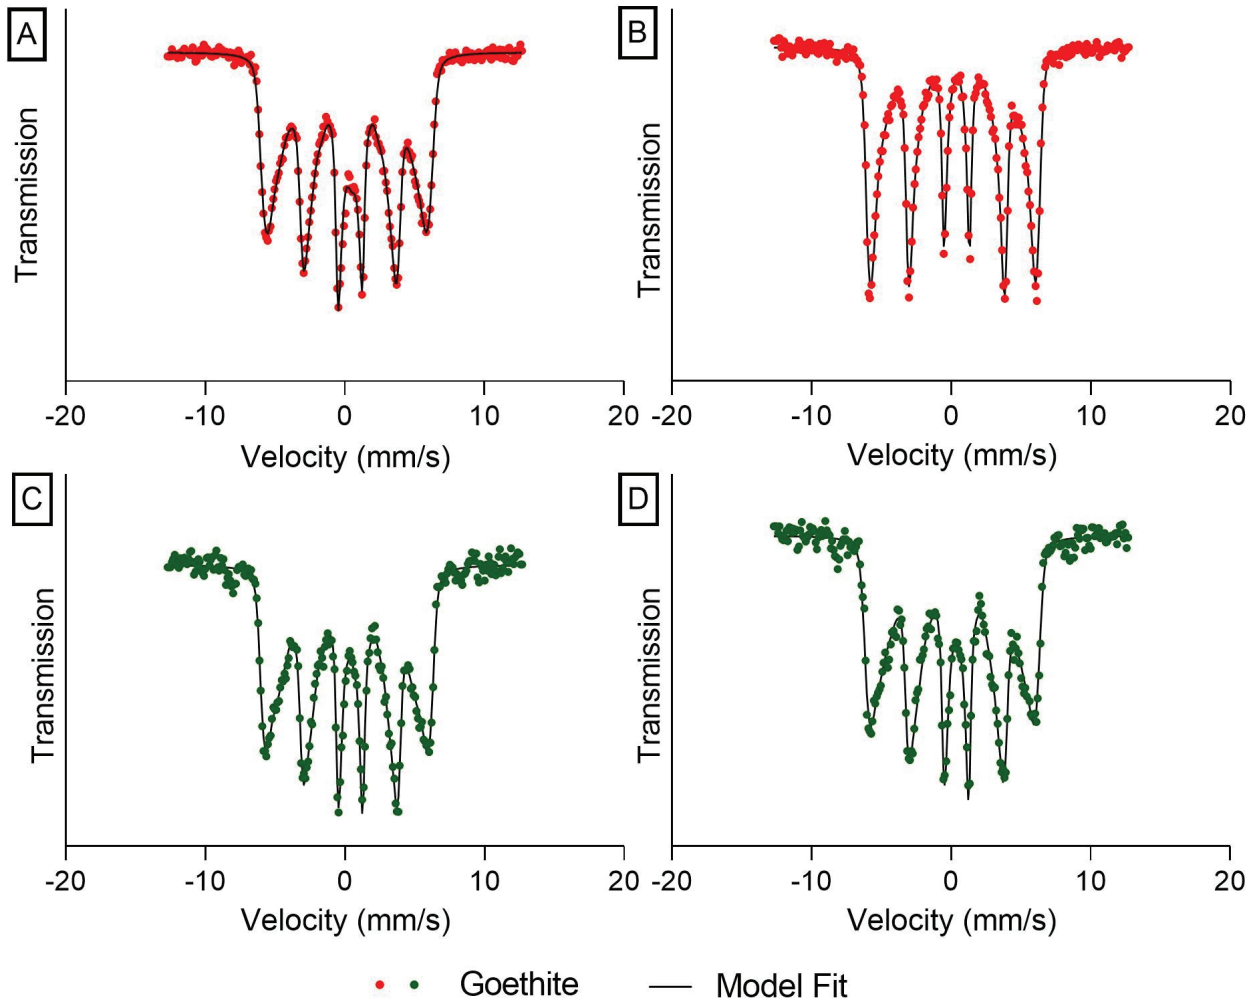 A
B
Transmission
Transmission
-20 -10 0 10 20
-20 -10 0 10 20
Velocity (mm/s)
Velocity (mm/s)
C
D
Transmission
Transmission
-20 -10 0 10 20
-20 -10 0 10 20
Velocity (mm/s)
Velocity (mm/s)
Goethite
Model Fit